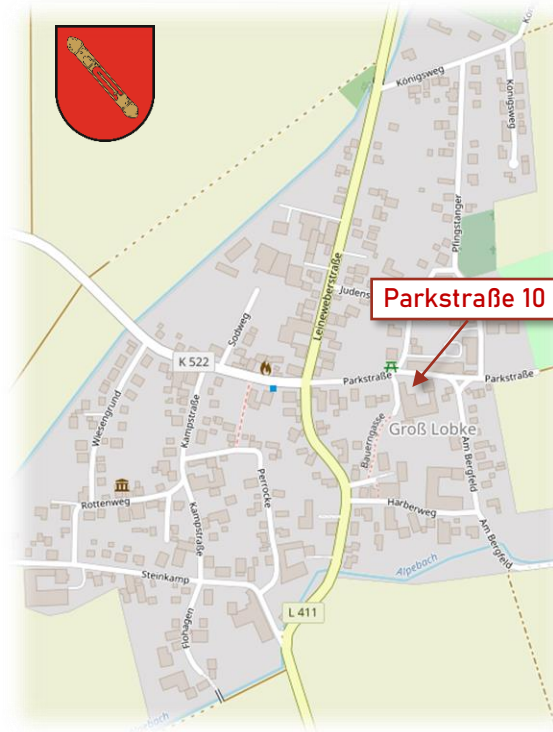 Königsweg
Königsweg
Pfingstanger
Leineweberstraße
Parkstraße 10
Sodweg
K 522
Parkstraße
Parkstraße
Wiesengrund
Kampstraße
Bauerngasse
Groß Lobke
Perrocke
Rottenweg
Harberweg
Kampstraße
Am Bergfeld
Am Bergfeld
Alpebach
Steinkamp
L 411
Flohagen